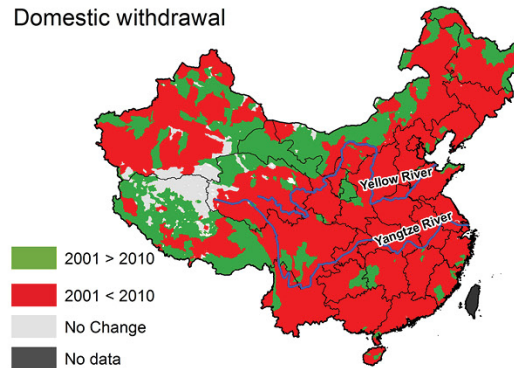 Domestic withdrawal
Yellow River
Yangtze River
2001 > 2010
2001 < 2010
No Change
No data